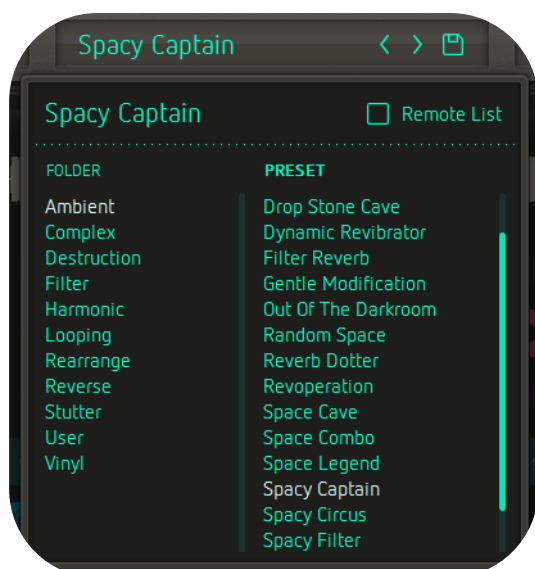 Spacy Captain
Spacy Captain
Remote List
FOLDER
Ambient
Complex
Destruction
Filter
Harmonic
Looping
Rearrange
Reverse
Stutter
User
Vinyl
PRESET
Drop Stone Cave
Dynamic Revibrator
Filter Reverb
Gentle Modification
Out Of The Darkroom
Random Space
Reverb Dotter
Revoperation
Space Cave
Space Combo
Space Legend
Spacy Captain
Spacy Circus
Spacy Filter